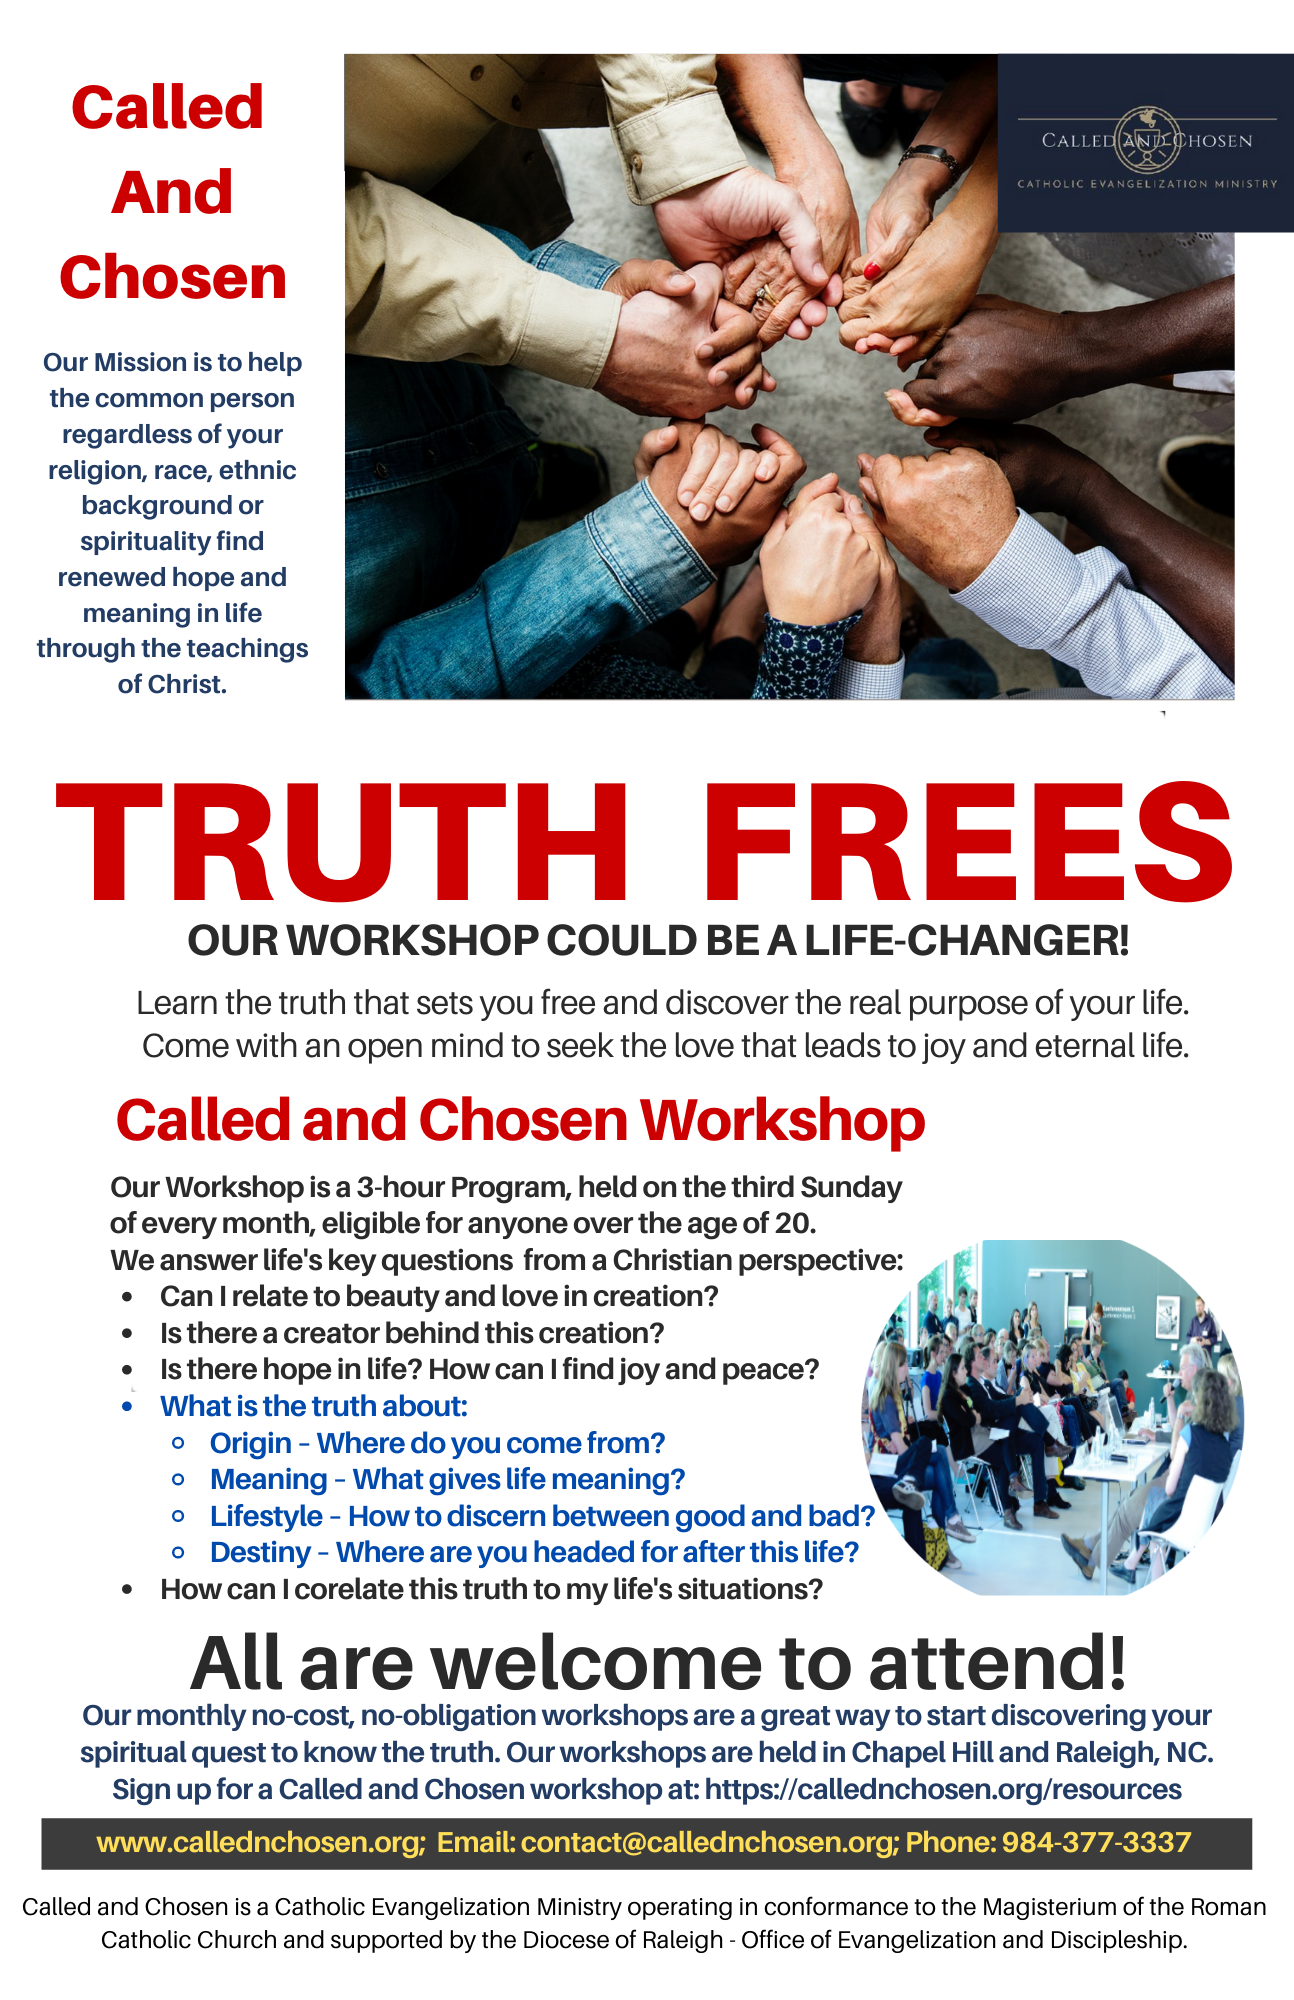 Called
And
Chosen
Our Mission is to help
the common person
regardless of your
religion, race, ethnic
background or
spirituality find
renewed hope and
meaning in life
through the teachings
of Christ.
CALLED AND CHOSEN
CATHOLIC EVANGELIZATION MINISTRY
TRUTH FREES
OUR WORKSHOP COULD BE A LIFE-CHANGER!
Learn the truth that sets you free and discover the real purpose of your life.
Come with an open mind to seek the love that leads to joy and eternal life.
Called and Chosen Workshop
Our Workshop is a 3-hour Program, held on the third Sunday
of every month, eligible for anyone over the age of 20.
We answer life's key questions from a Christian perspective:
• Can I relate to beauty and love in creation?
• Is there a creator behind this creation?
• Is there hope in life? How can I find joy and peace?
• What is the truth about:
◦ Origin – Where do you come from?
◦ Meaning – What gives life meaning?
◦ Lifestyle – How to discern between good and bad?
◦ Destiny – Where are you headed for after this life?
• How can I corelate this truth to my life's situations?
All are welcome to attend!
Our monthly no-cost, no-obligation workshops are a great way to start discovering your
spiritual quest to know the truth. Our workshops are held in Chapel Hill and Raleigh, NC.
Sign up for a Called and Chosen workshop at: https://callednchosen.org/resources
www.callednchosen.org; Email: contact@callednchosen.org; Phone: 984-377-3337
Called and Chosen is a Catholic Evangelization Ministry operating in conformance to the Magisterium of the Roman
Catholic Church and supported by the Diocese of Raleigh - Office of Evangelization and Discipleship.